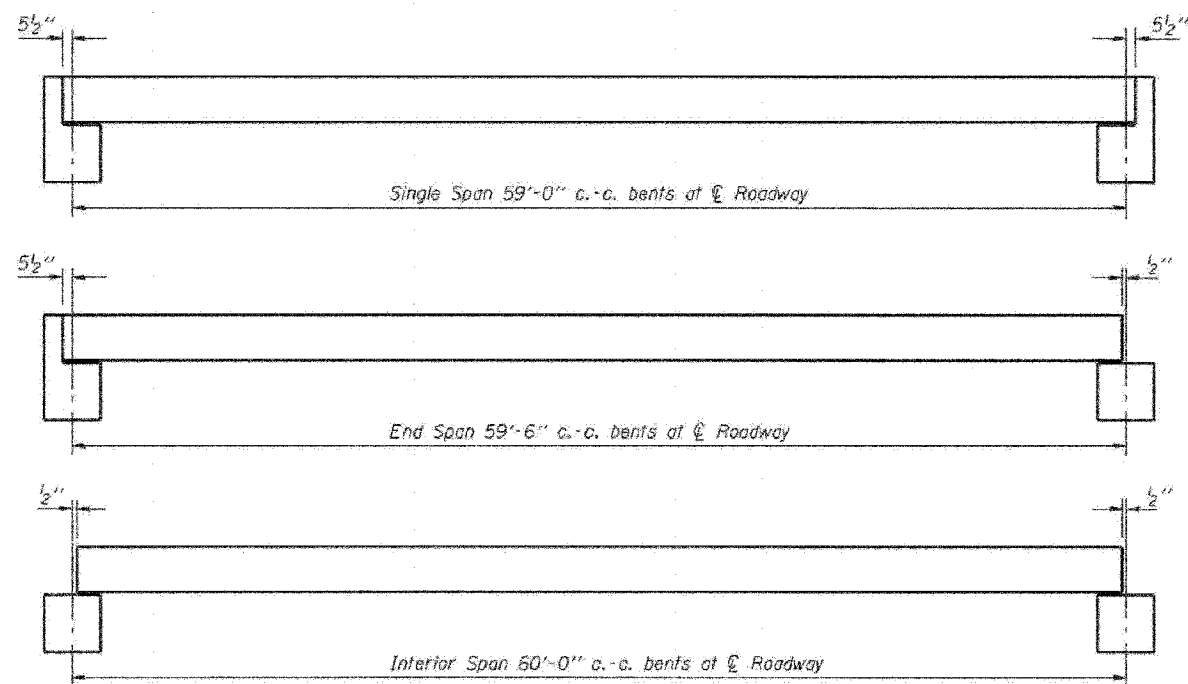 5½" 5½"
Single Span 59'-0" c.-c. bents at ℄ Roadway
5½" ½"
End Span 59'-6" c.-c. bents at ℄ Roadway
½" ½"
Interior Span 60'-0" c.-c. bents at ℄ Roadway